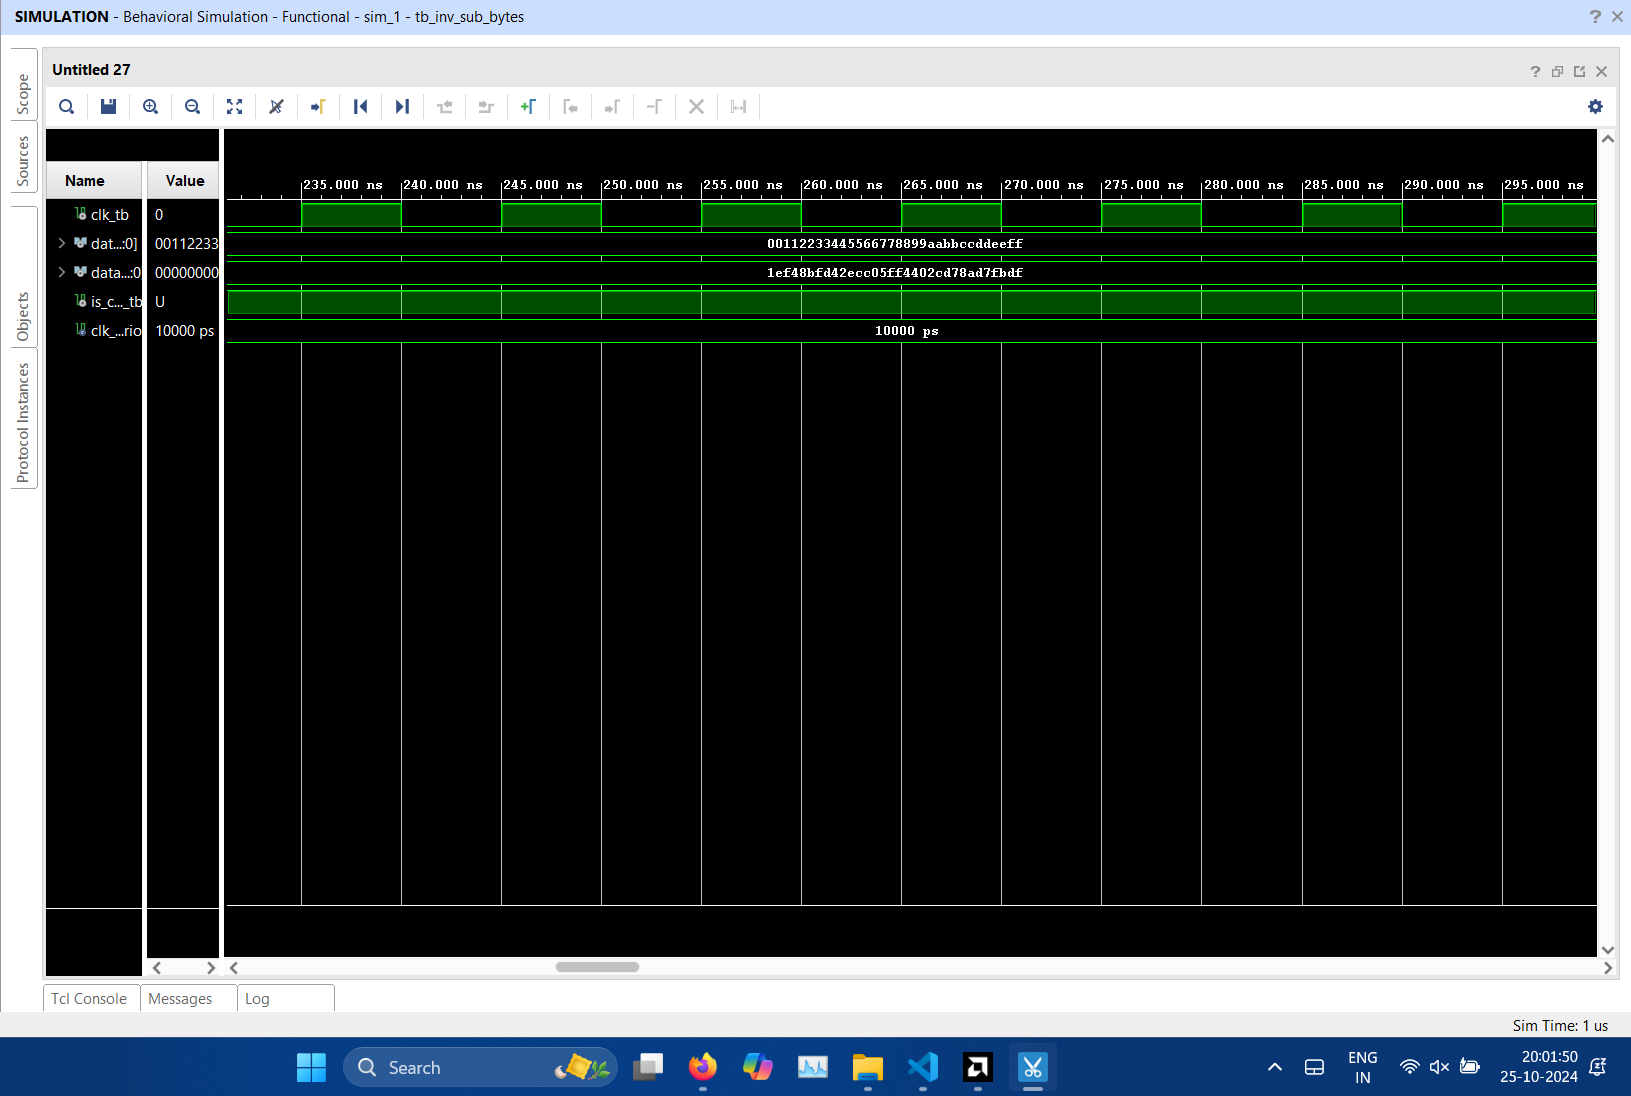 SIMULATION - Behavioral Simulation - Functional - sim_1 - tb_inv_sub_bytes
Untitled 27
Scope
Sources
Objects
Protocol Instances
Name Value
235.000 ns 240.000 ns 245.000 ns 250.000 ns 255.000 ns 260.000 ns 265.000 ns 270.000 ns 275.000 ns 280.000 ns 285.000 ns 290.000 ns 295.000 ns
clk_tb 0
dat...:0] 00112233 00112233445566778899aabbccddeeff
data...:0 00000000 1ef48bfd42ecc05ff4402cd78ad7fbdf
is_c..._tb U
clk_...rio 10000 ps 10000 ps
Tcl Console Messages Log
Sim Time: 1 us
Search
ENG
IN
20:01:50
25-10-2024